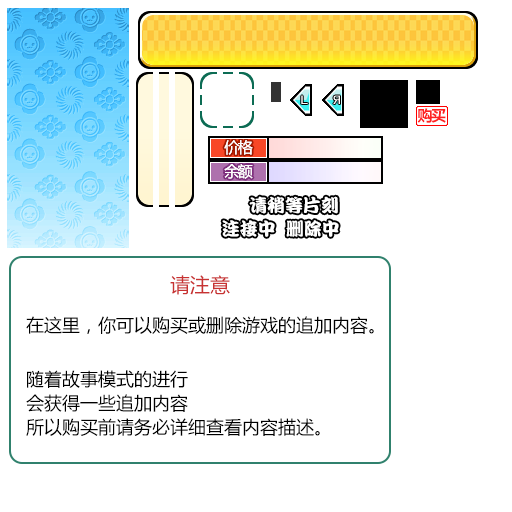 L
R
购买
价格
余额
请稍等片刻
连接中 删除中
请注意
在这里，你可以购买或删除游戏的追加内容。
随着故事模式的进行
会获得一些追加内容
所以购买前请务必详细查看内容描述。